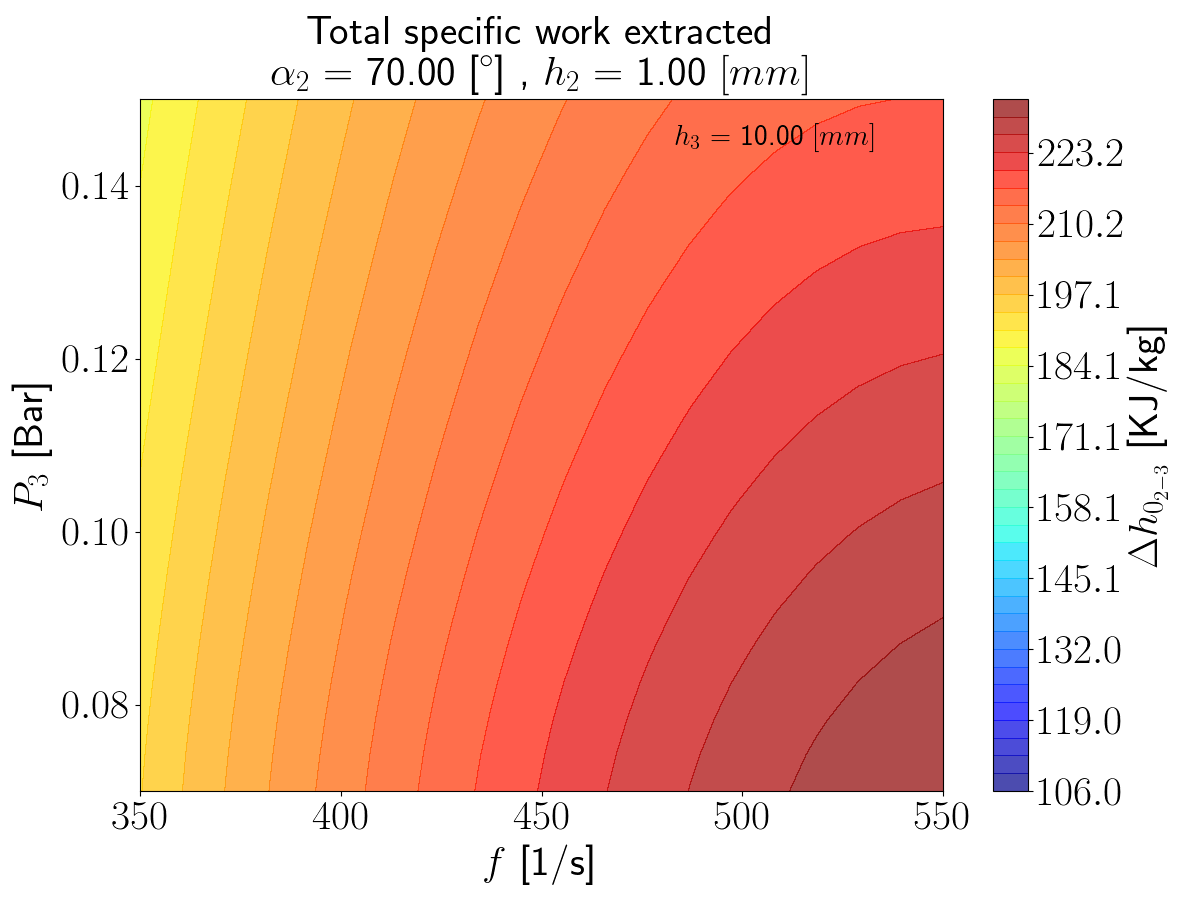 Total specific work extracted
α₂ = 70.00 [°] , h₂ = 1.00 [mm]
h₃ = 10.00 [mm]
0.14
0.12
0.10
0.08
P₃ [Bar]
350 400 450 500 550
f [1/s]
223.2
210.2
197.1
184.1
171.1
158.1
145.1
132.0
119.0
106.0
Δh₀₂₋₃ [KJ/kg]